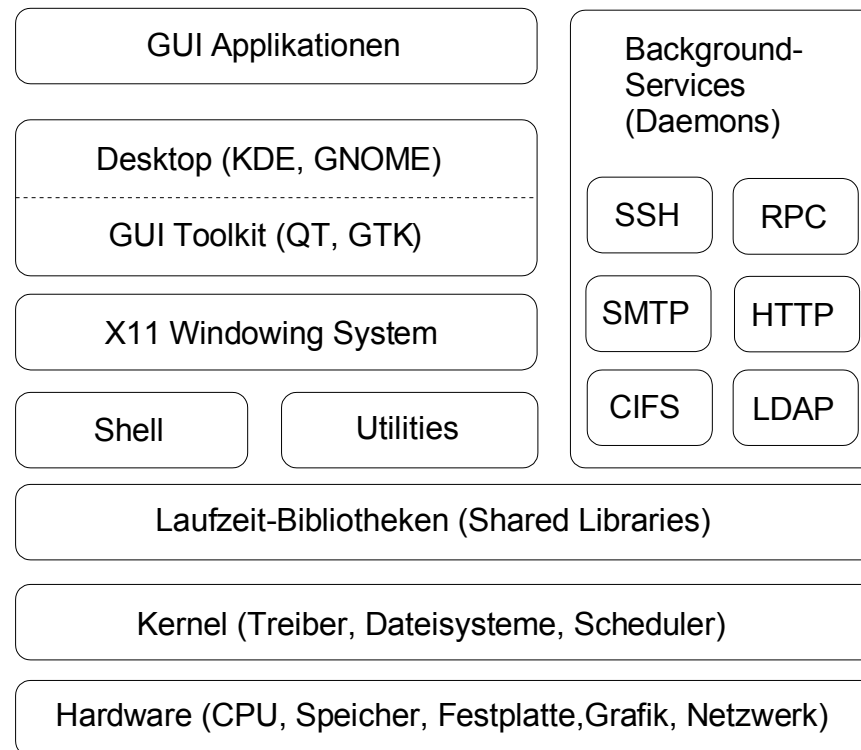 GUI Applikationen
Desktop (KDE, GNOME)
GUI Toolkit (QT, GTK)
X11 Windowing System
Shell
Utilities
Background-
Services
(Daemons)
SSH
RPC
SMTP
HTTP
CIFS
LDAP
Laufzeit-Bibliotheken (Shared Libraries)
Kernel (Treiber, Dateisysteme, Scheduler)
Hardware (CPU, Speicher, Festplatte,Grafik, Netzwerk)